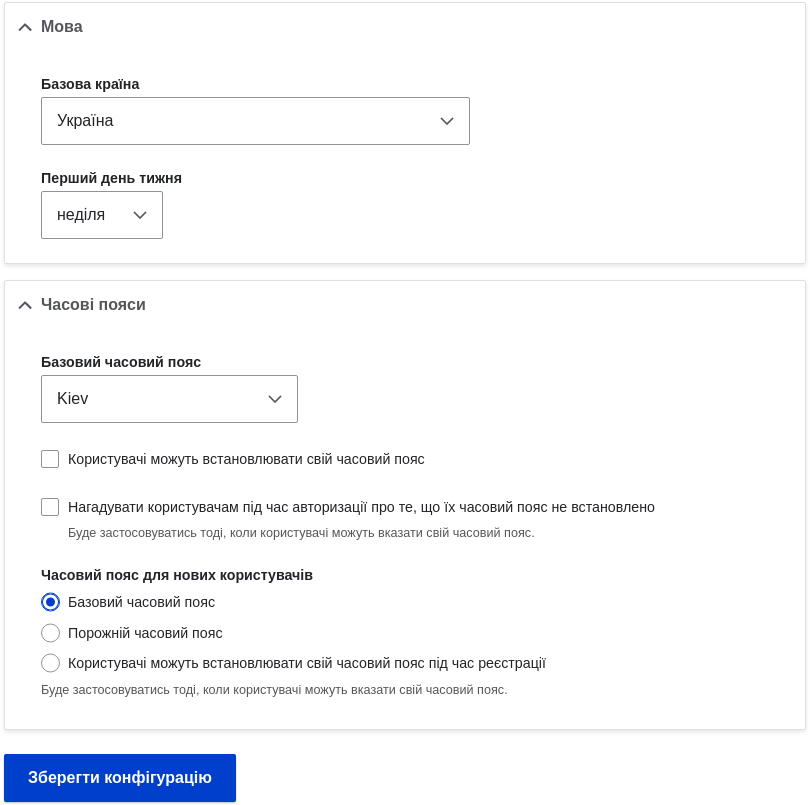 Мова
Базова країна
Україна
Перший день тижня
неділя
Часові пояси
Базовий часовий пояс
Kiev
Користувачі можуть встановлювати свій часовий пояс
Нагадувати користувачам під час авторизації про те, що їх часовий пояс не встановлено
Буде застосовуватись тоді, коли користувачі можуть вказати свій часовий пояс.
Часовий пояс для нових користувачів
Базовий часовий пояс
Порожній часовий пояс
Користувачі можуть встановлювати свій часовий пояс під час реєстрації
Буде застосовуватись тоді, коли користувачі можуть вказати свій часовий пояс.
Зберегти конфігурацію